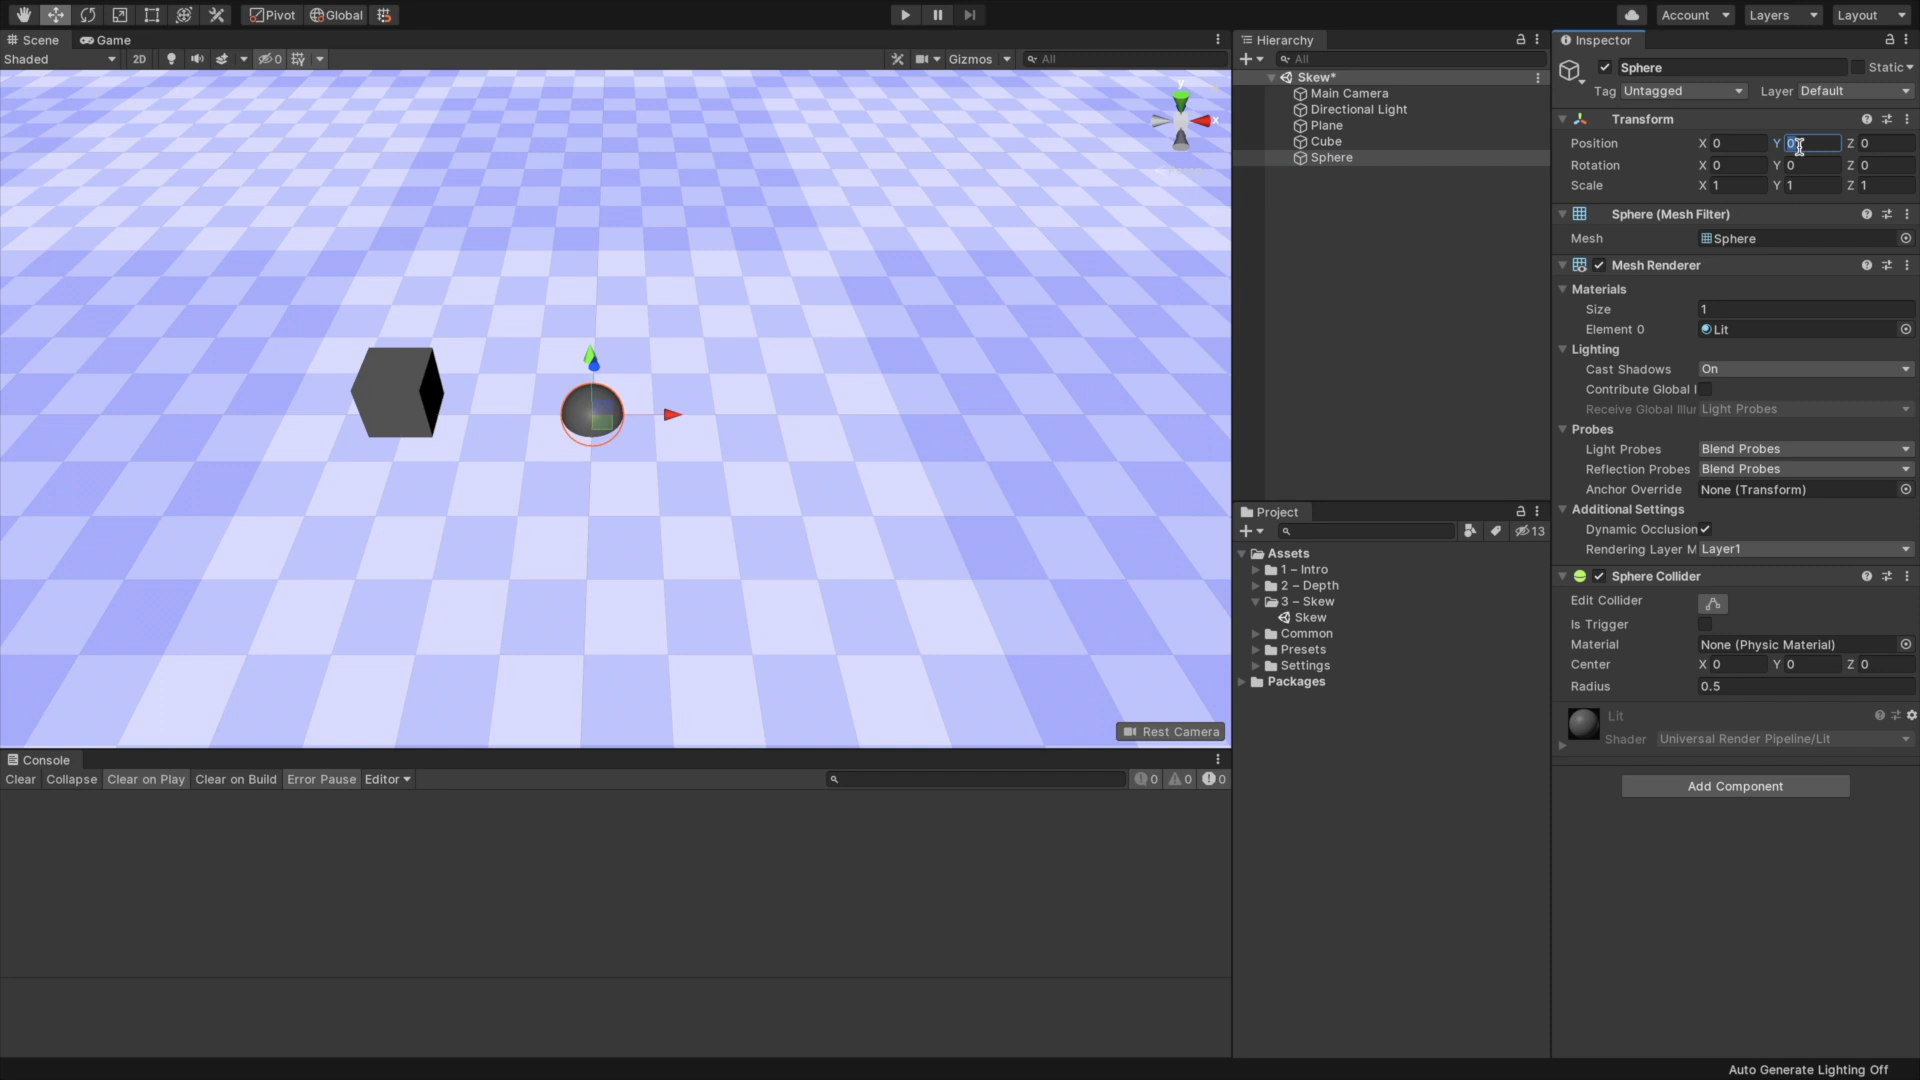 Pivot Global Account Layers Layout
Scene Game
Shaded 2D 0 Gizmos All
y
x
Rest Camera
Console
Clear Collapse Clear on Play Clear on Build Error Pause Editor 0 0 0
Hierarchy
All
Skew*
Main Camera
Directional Light
Plane
Cube
Sphere
Project
13
Assets
1 – Intro
2 – Depth
3 – Skew
Skew
Common
Presets
Settings
Packages
Inspector
Sphere Static
Tag Untagged Layer Default
Transform
Position X 0 Y 0 Z 0
Rotation X 0 Y 0 Z 0
Scale X 1 Y 1 Z 1
Sphere (Mesh Filter)
Mesh Sphere
Mesh Renderer
Materials
Size 1
Element 0 Lit
Lighting
Cast Shadows On
Contribute Global I
Receive Global Illur Light Probes
Probes
Light Probes Blend Probes
Reflection Probes Blend Probes
Anchor Override None (Transform)
Additional Settings
Dynamic Occlusion
Rendering Layer M Layer1
Sphere Collider
Edit Collider
Is Trigger
Material None (Physic Material)
Center X 0 Y 0 Z 0
Radius 0.5
Lit
Shader Universal Render Pipeline/Lit
Add Component
Auto Generate Lighting Off